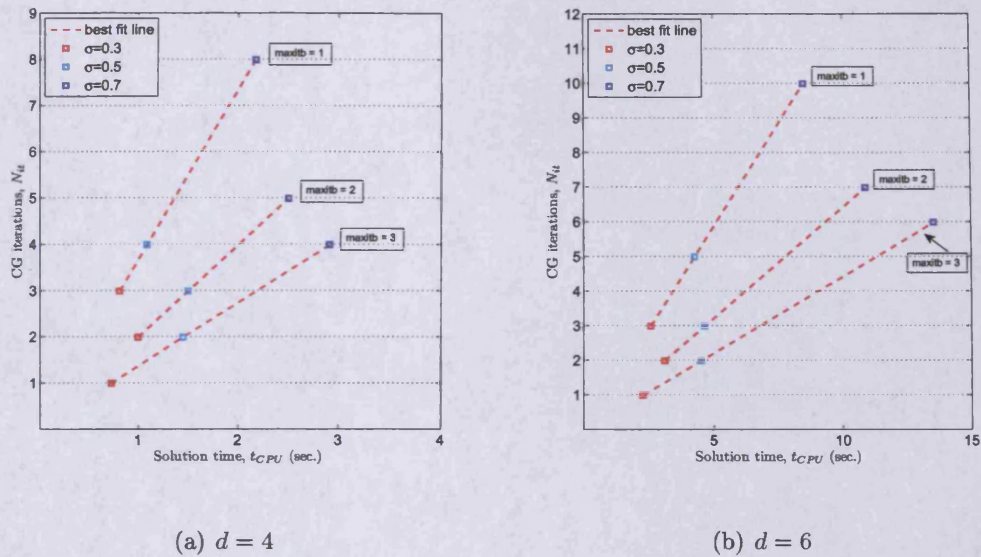 9
8
7
6
5
4
3
2
1
1
2
3
4
CG iterations, N_it
Solution time, t_CPU (sec.)
best fit line
σ=0.3
σ=0.5
σ=0.7
maxitb = 1
maxitb = 2
maxitb = 3
(a) d = 4
12
11
10
9
8
7
6
5
4
3
2
1
5
10
15
CG iterations, N_it
Solution time, t_CPU (sec.)
best fit line
σ=0.3
σ=0.5
σ=0.7
maxitb = 1
maxitb = 2
maxitb = 3
(b) d = 6